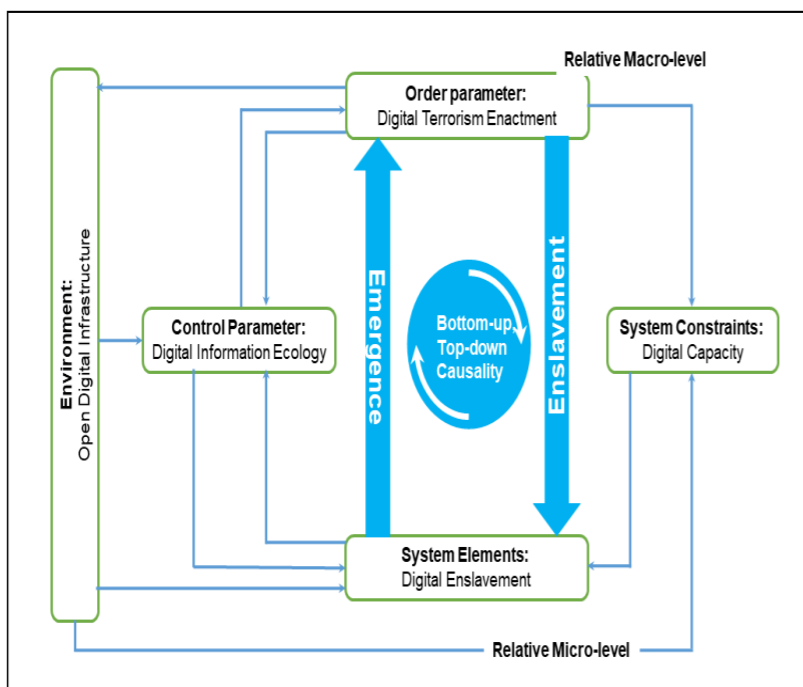 Relative Macro-level
Order parameter:
Digital Terrorism Enactment
Environment:
Open Digital Infrastructure
Emergence
Enslavement
Control Parameter:
Digital Information Ecology
Bottom-up,
Top-down
Causality
System Constraints:
Digital Capacity
System Elements:
Digital Enslavement
Relative Micro-level